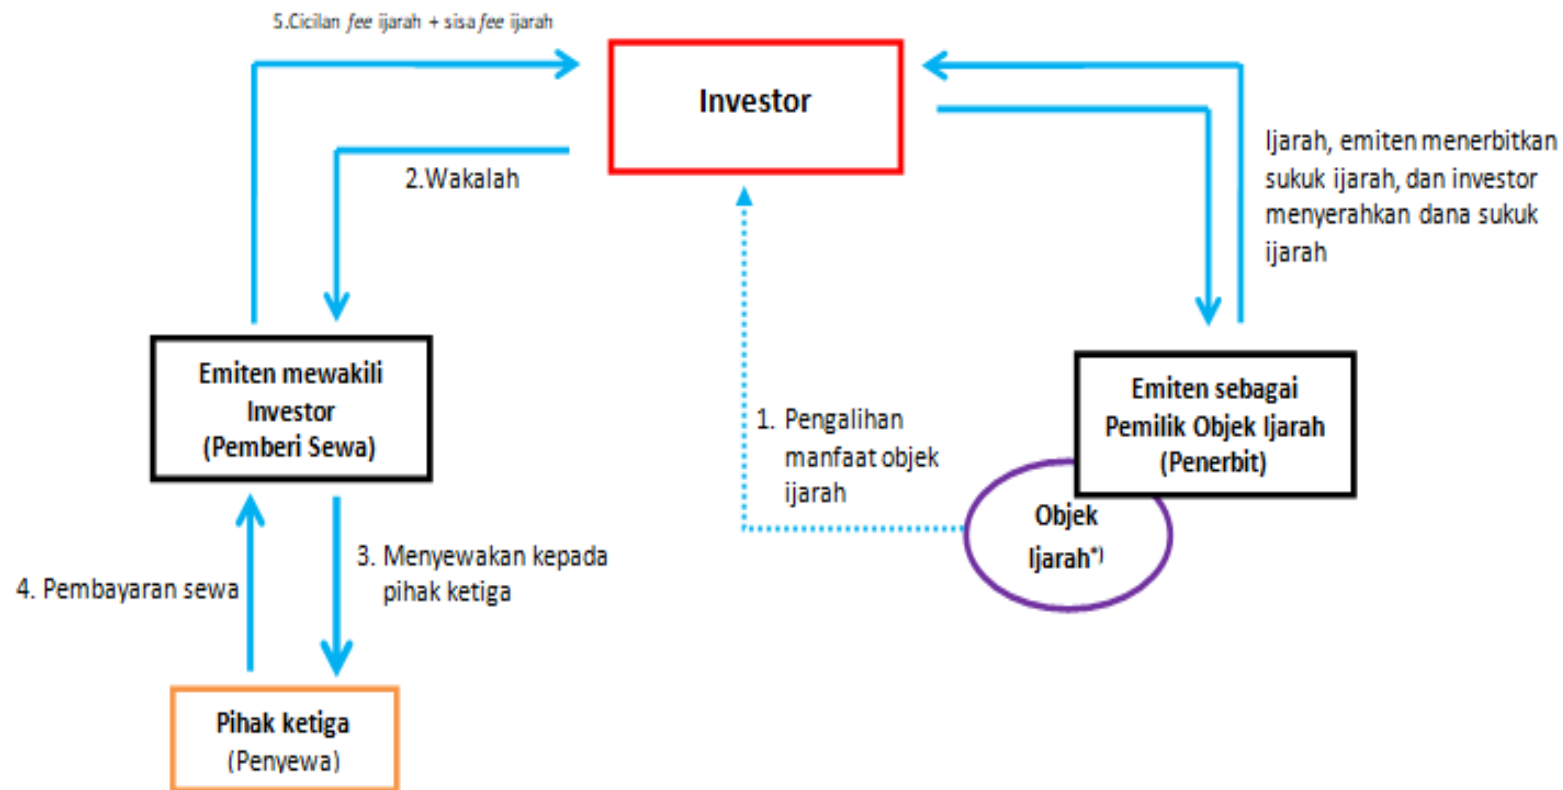 5.Cicilan fee ijarah + sisa fee ijarah
Investor
2.Wakalah
Ijarah, emiten menerbitkan
sukuk ijarah, dan investor
menyerahkan dana sukuk
ijarah
Emiten mewakili
Investor
(Pemberi Sewa)
1. Pengalihan
manfaat objek
ijarah
Emiten sebagai
Pemilik Objek Ijarah
(Penerbit)
Objek
Ijarah*)
4. Pembayaran sewa
3. Menyewakan kepada
pihak ketiga
Pihak ketiga
(Penyewa)